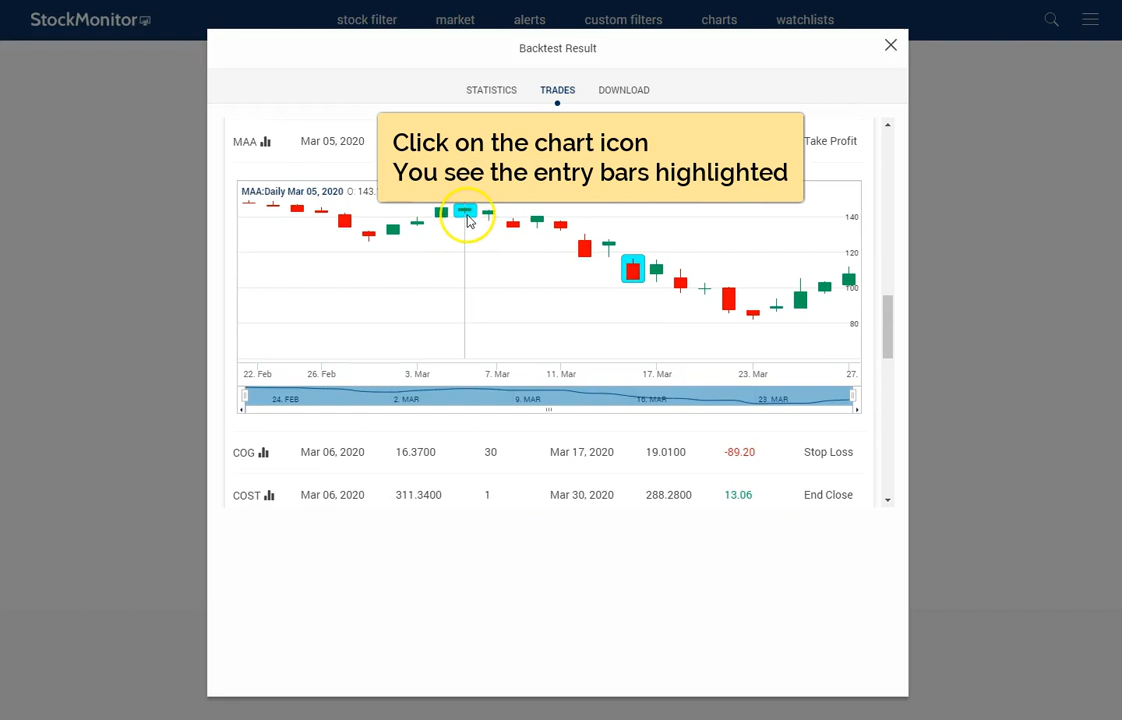 StockMonitor
stock filter market alerts custom filters charts watchlists
Backtest Result
STATISTICS TRADES DOWNLOAD
Click on the chart icon
You see the entry bars highlighted
MAA Mar 05, 2020 Take Profit
MAA:Daily Mar 05, 2020 O: 143.
140
120
100
80
22. Feb 26. Feb 3. Mar 7. Mar 11. Mar 17. Mar 23. Mar 27.
24. FEB 2. MAR 9. MAR 16. MAR 23. MAR
COG Mar 06, 2020 16.3700 30 Mar 17, 2020 19.0100 -89.20 Stop Loss
COST Mar 06, 2020 311.3400 1 Mar 30, 2020 288.2800 13.06 End Close